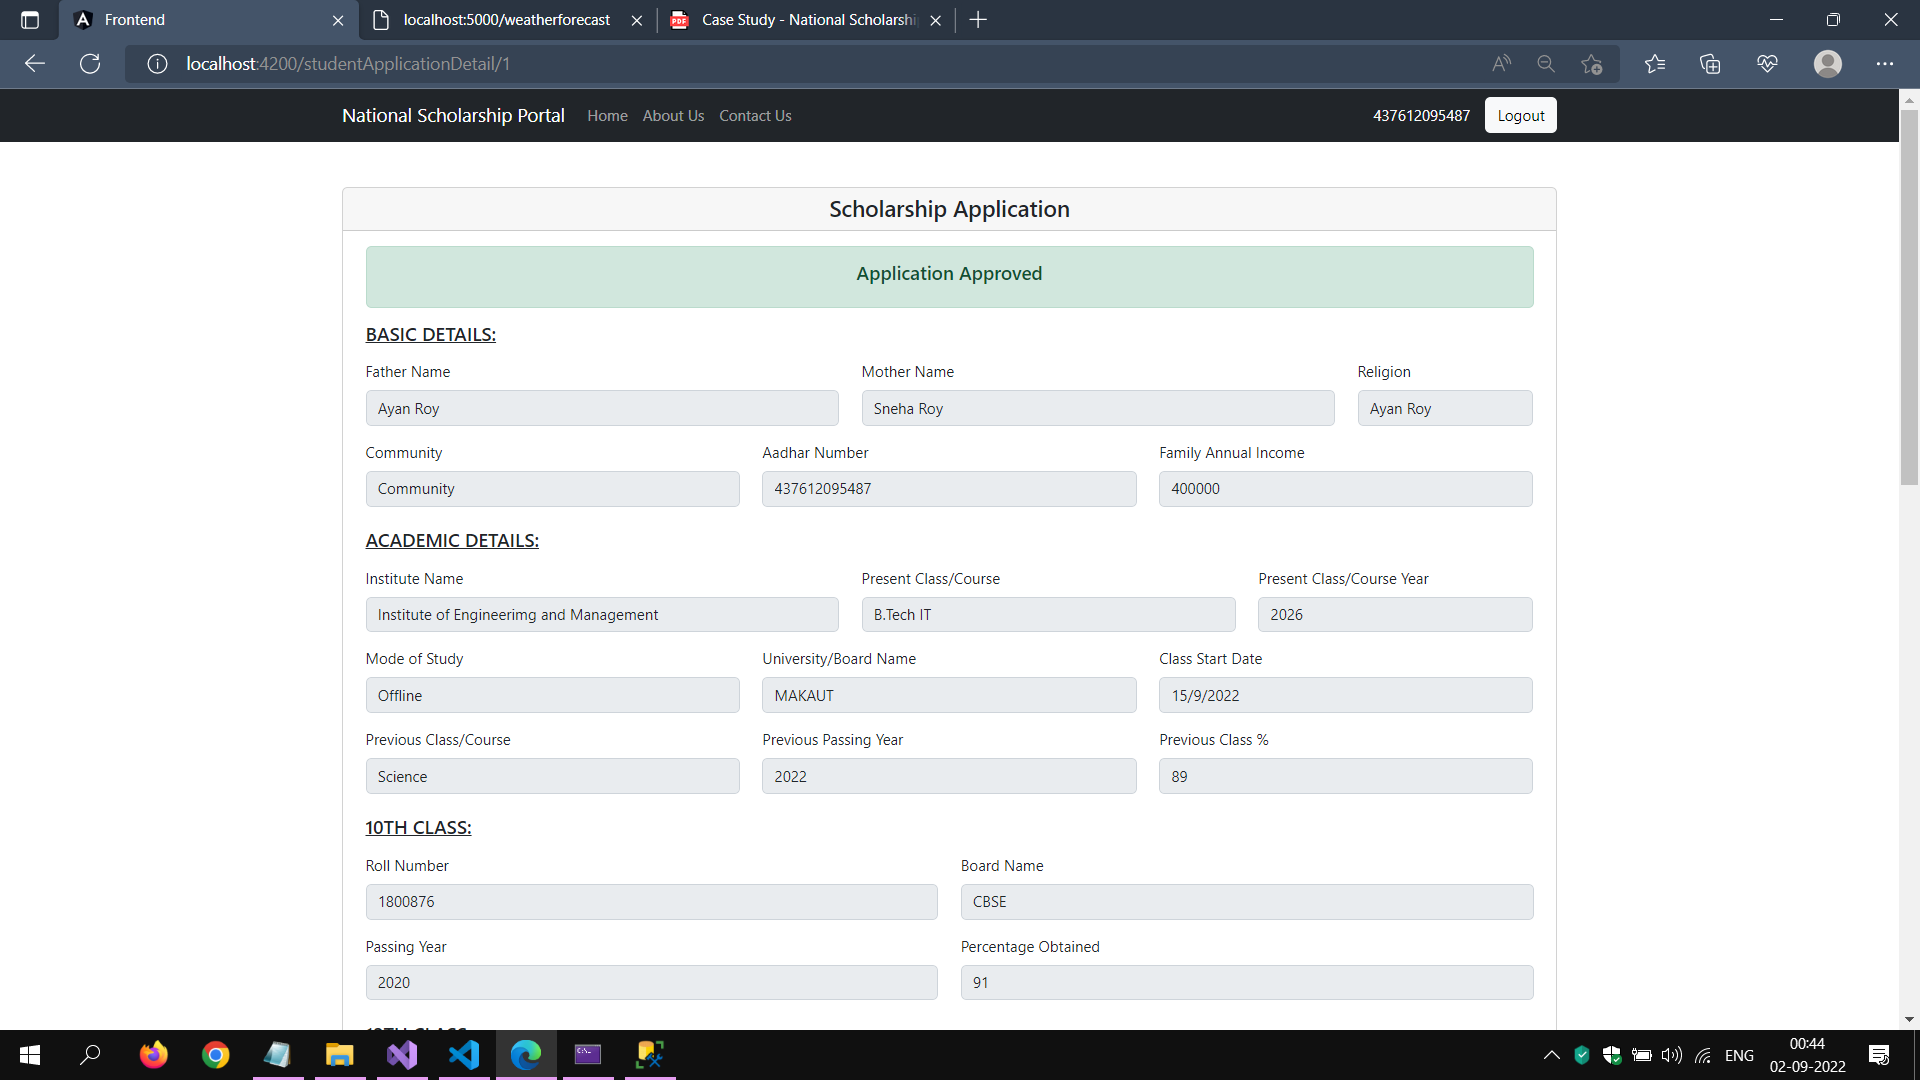 Frontend
localhost:5000/weatherforecast
Case Study - National Scholarshi
localhost:4200/studentApplicationDetail/1
National Scholarship Portal Home About Us Contact Us 437612095487 Logout
Scholarship Application
Application Approved
BASIC DETAILS:
Father Name Mother Name Religion
Ayan Roy Sneha Roy Ayan Roy
Community Aadhar Number Family Annual Income
Community 437612095487 400000
ACADEMIC DETAILS:
Institute Name Present Class/Course Present Class/Course Year
Institute of Engineerimg and Management B.Tech IT 2026
Mode of Study University/Board Name Class Start Date
Offline MAKAUT 15/9/2022
Previous Class/Course Previous Passing Year Previous Class %
Science 2022 89
10TH CLASS:
Roll Number Board Name
1800876 CBSE
Passing Year Percentage Obtained
2020 91
ENG
00:44
02-09-2022